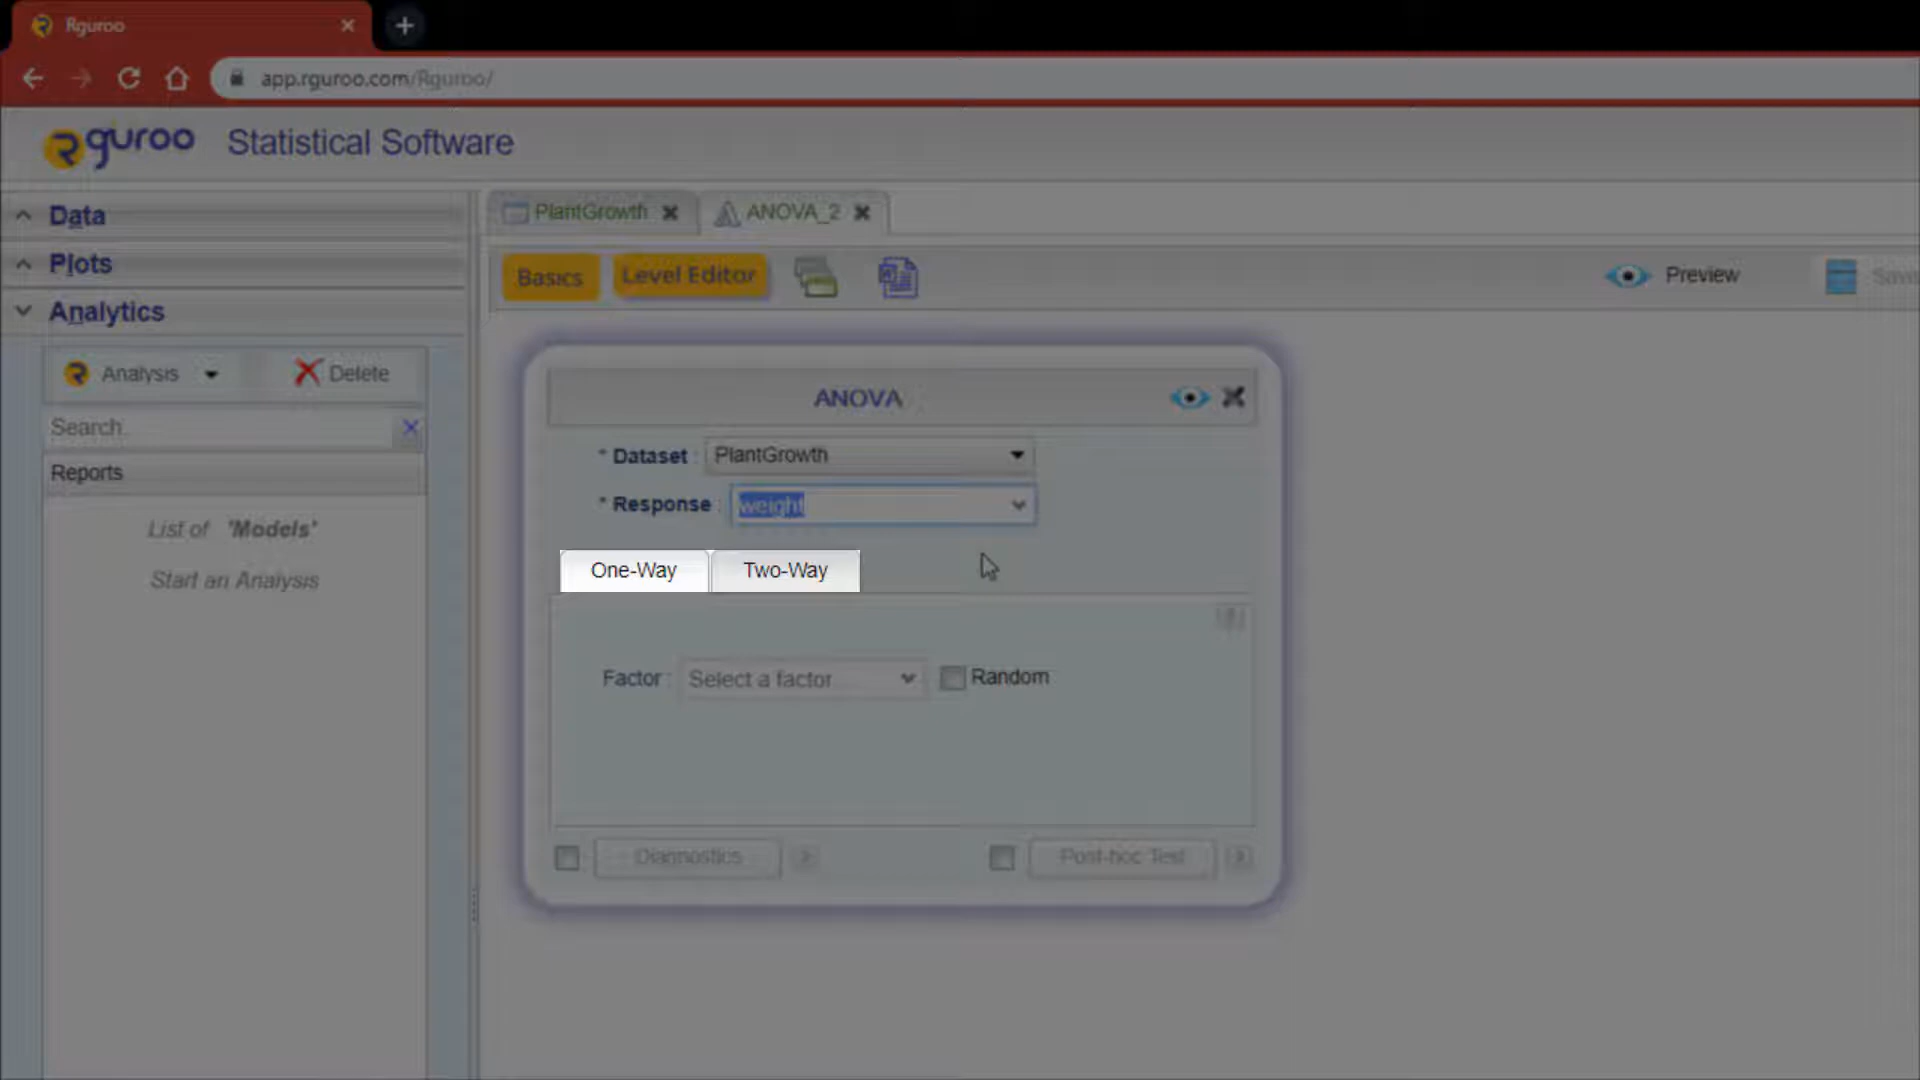 Rguroo
app.rguroo.com/Rguroo/
Rguroo Statistical Software
Data
Plots
Analytics
Analysis
Delete
Search...
Reports
List of 'Models'
Start an Analysis
PlantGrowth
ANOVA_2
Basics
Level Editor
Preview
Save
ANOVA
* Dataset : PlantGrowth
* Response : weight
One-Way
Two-Way
Factor : Select a factor
Random
Diagnostics
Post-hoc Test